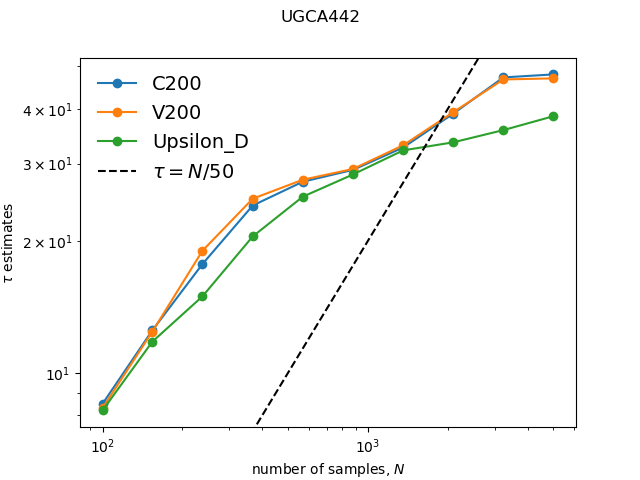 UGCA442
C200
V200
Upsilon_D
τ = N/50
τ estimates
4 × 10¹
3 × 10¹
2 × 10¹
10¹
10²
10³
number of samples, N